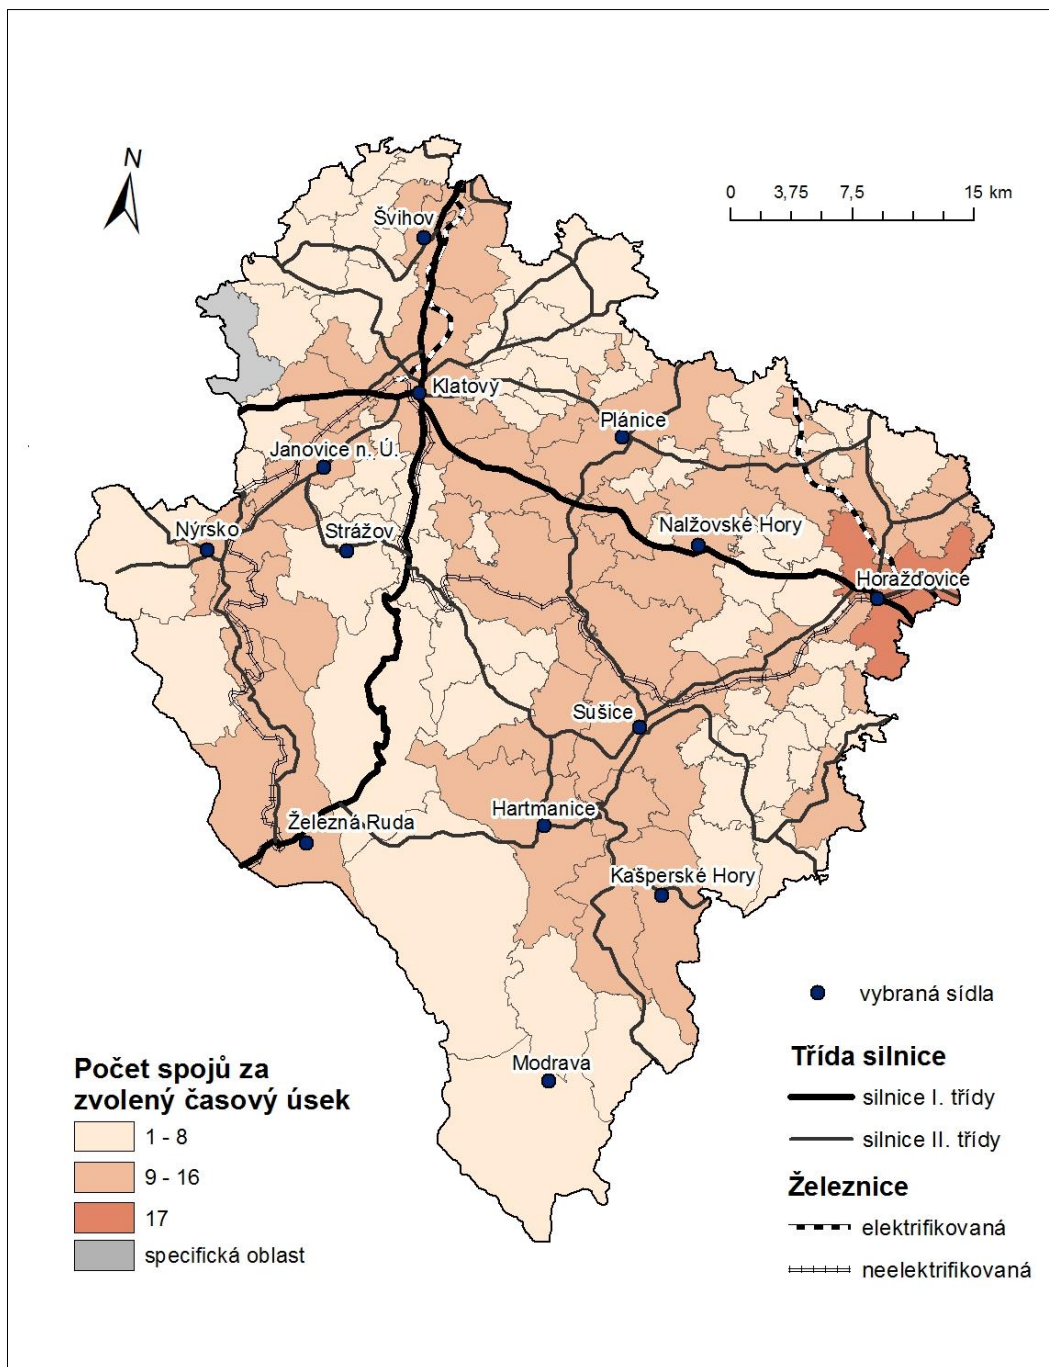 N
0 3,75 7,5 15 km
Švihov
Klatovy
Plánice
Janovice n. Ú.
Nýrsko
Strážov
Nalžovské Hory
Horažďovice
Sušice
Hartmanice
Železná Ruda
Kašperské Hory
Modrava
Počet spojů za
zvolený časový úsek
1 - 8
9 - 16
17
specifická oblast
vybraná sídla
Třída silnice
silnice I. třídy
silnice II. třídy
Železnice
elektrifikovaná
neelektrifikovaná